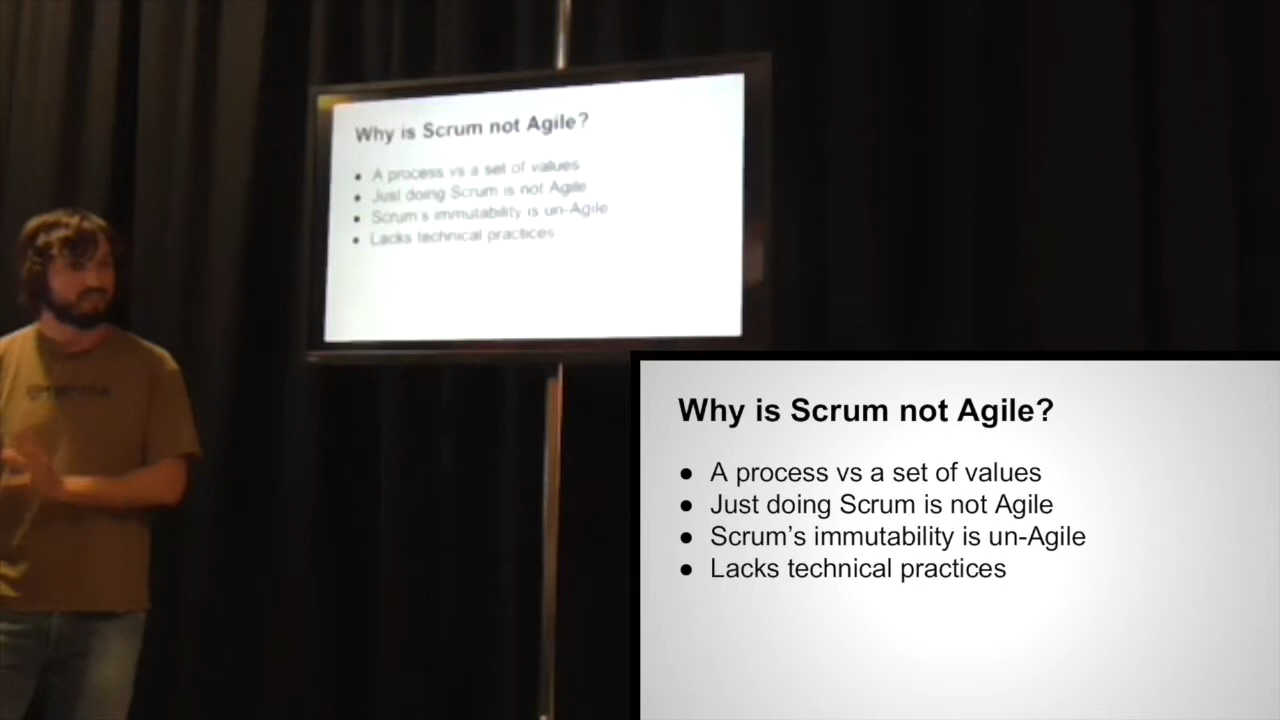 Why is Scrum not Agile?
● A process vs a set of values
● Just doing Scrum is not Agile
● Scrum's immutability is un-Agile
● Lacks technical practices
Why is Scrum not Agile?
● A process vs a set of values
● Just doing Scrum is not Agile
● Scrum’s immutability is un-Agile
● Lacks technical practices